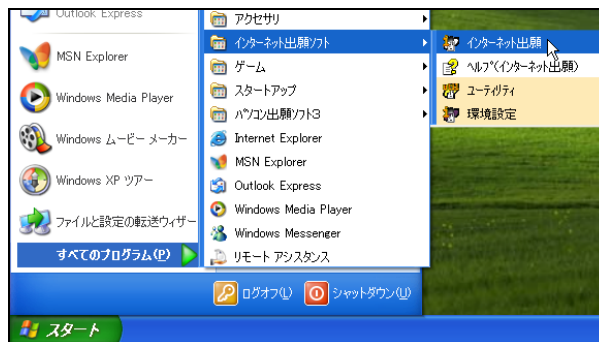 Outlook Express
MSN Explorer
Windows Media Player
Windows ムービー メーカー
Windows XP ツアー
ファイルと設定の転送ウィザー
すべてのプログラム(P)
アクセサリ
インターネット出願ソフト
ゲーム
スタートアップ
パソコン出願ソフト3
Internet Explorer
MSN Explorer
Outlook Express
Windows Media Player
Windows Messenger
リモート アシスタンス
インターネット出願
ヘルプ(インターネット出願)
ユーティリティ
環境設定
ログオフ(L)
シャットダウン(U)
スタート